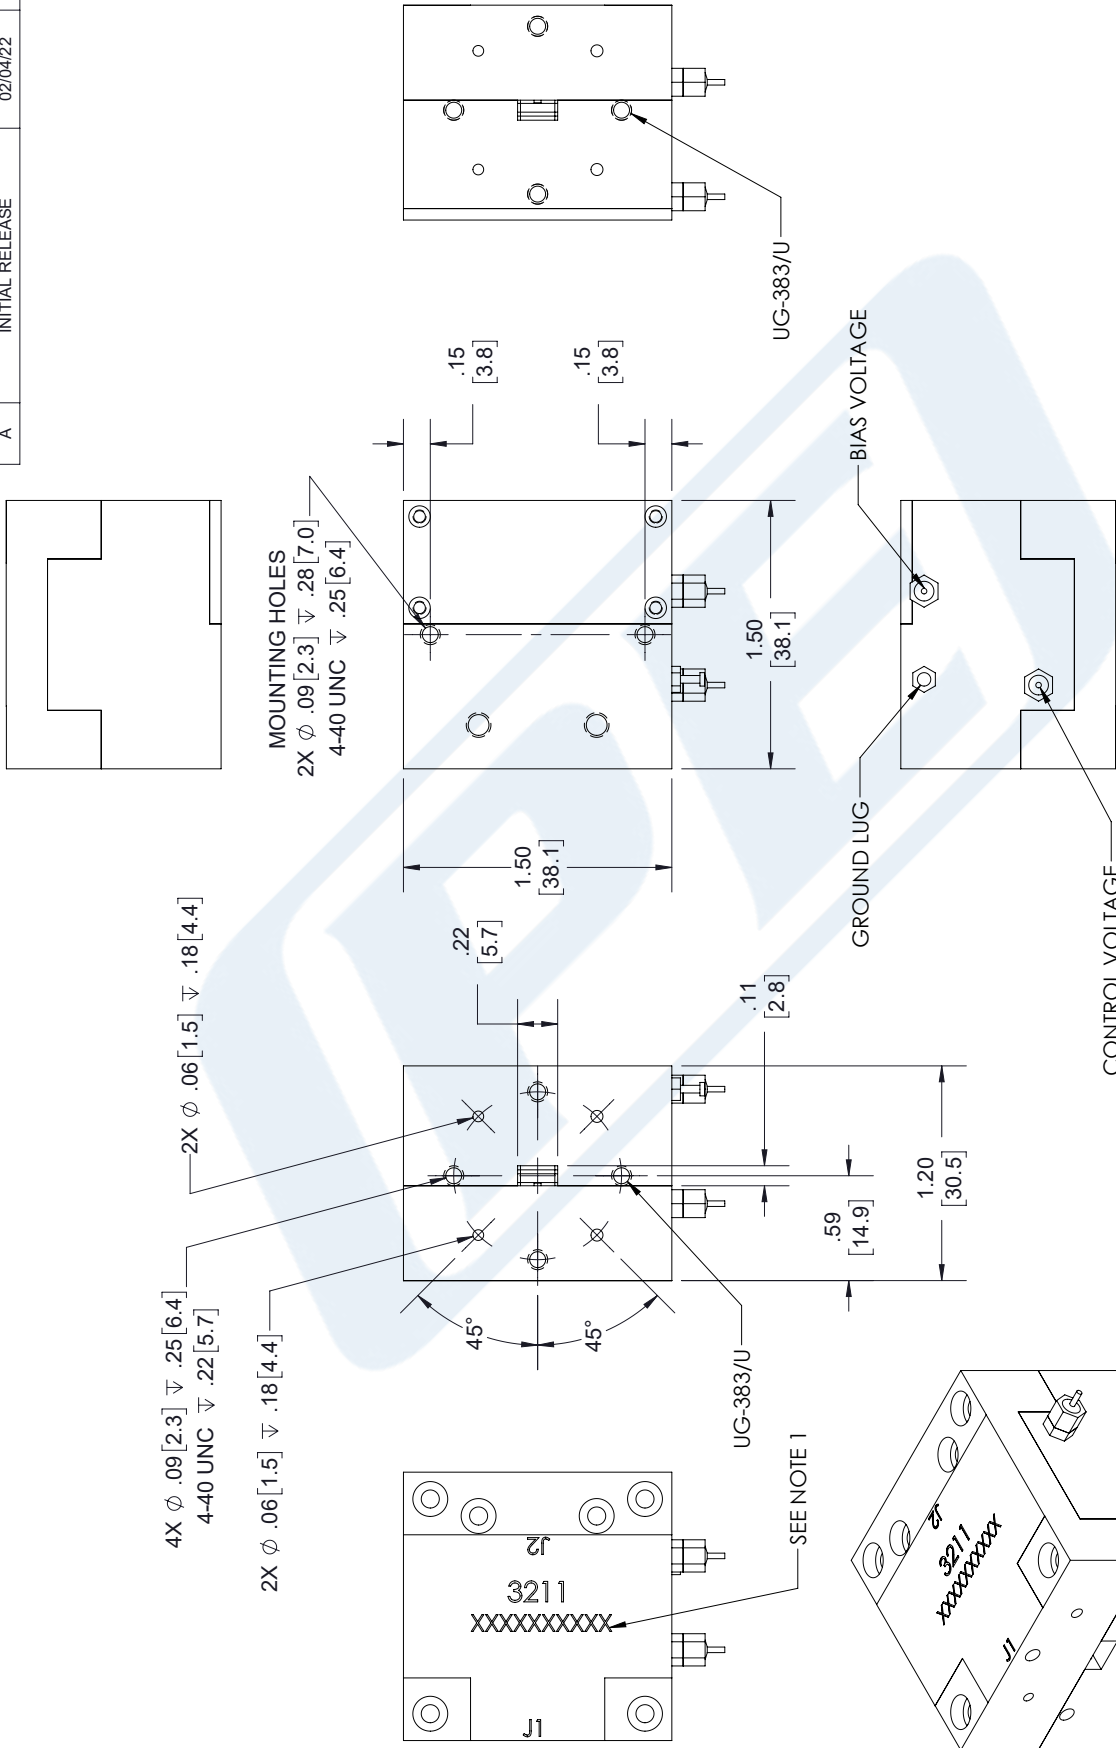 A
INITIAL RELEASE
02/04/22
4X ⌀ .09 [2.3] ↧ .25 [6.4]
4-40 UNC ↧ .22 [5.7]
2X ⌀ .06 [1.5] ↧ .18 [4.4]
2X ⌀ .06 [1.5] ↧ .18 [4.4]
MOUNTING HOLES
2X ⌀ .09 [2.3] ↧ .28 [7.0]
4-40 UNC ↧ .25 [6.4]
J1
3211
XXXXXXXXXX
J2
SEE NOTE 1
45°
45°
UG-383/U
.22
[5.7]
.11
[2.8]
.59
[14.9]
1.20
[30.5]
1.50
[38.1]
1.50
[38.1]
.15
[3.8]
.15
[3.8]
UG-383/U
GROUND LUG
BIAS VOLTAGE
CONTROL VOLTAGE
J1
3211
XXXXXXXXXX
J2